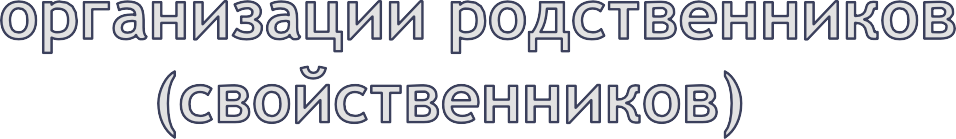 организации родственников
(свойственников)